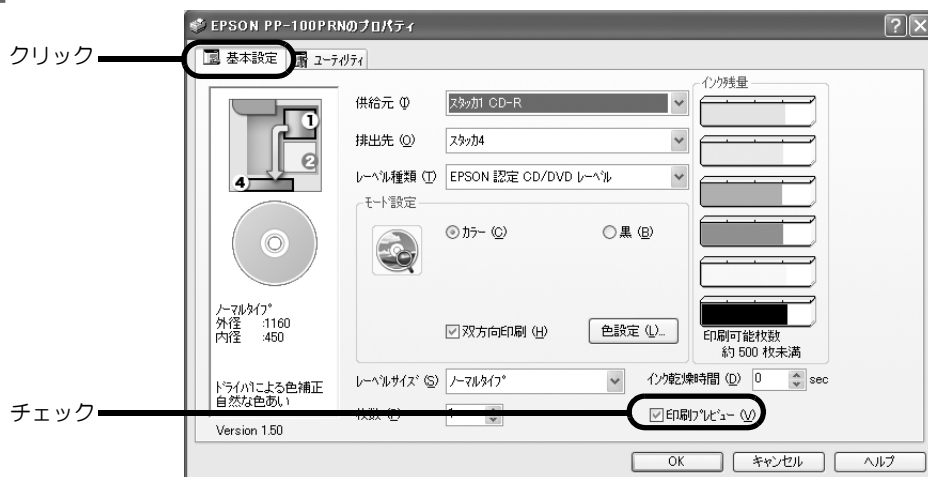 EPSON PP-100PRNのプロパティ
クリック
基本設定
ユーティリティ
供給元 (I)
スタッカ1 CD-R
排出先 (O)
スタッカ4
レーベル種類 (T)
EPSON 認定 CD/DVD レーベル
モード設定
カラー (C)
黒 (B)
双方向印刷 (H)
色設定 (L)...
インク残量
印刷可能枚数
約 500 枚未満
1
2
4
ノーマルタイプ
外径 :1160
内径 :450
ドライバによる色補正
自然な色あい
Version 1.50
レーベルサイズ (S)
ノーマルタイプ
インク乾燥時間 (D)
0
sec
チェック
枚数 (P)
1
印刷プレビュー (V)
OK
キャンセル
ヘルプ